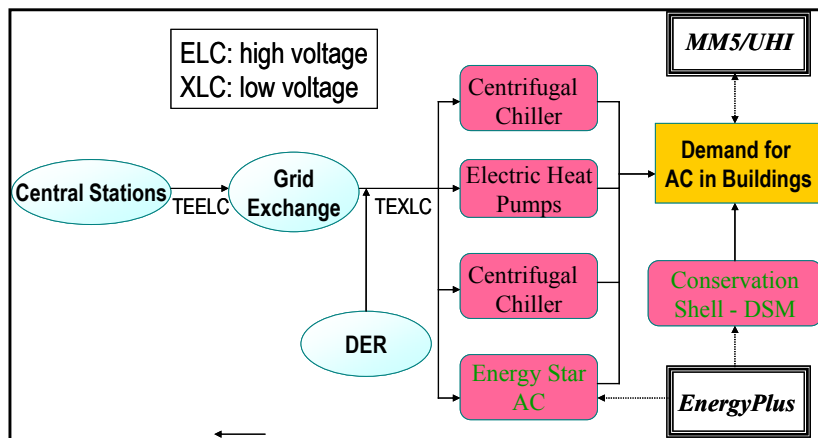 ELC: high voltage
XLC: low voltage
MM5/UHI
Centrifugal
Chiller
Demand for
AC in Buildings
Electric Heat
Pumps
Central Stations
Grid
Exchange
TEELC
TEXLC
Centrifugal
Chiller
Conservation
Shell - DSM
DER
Energy Star
AC
EnergyPlus